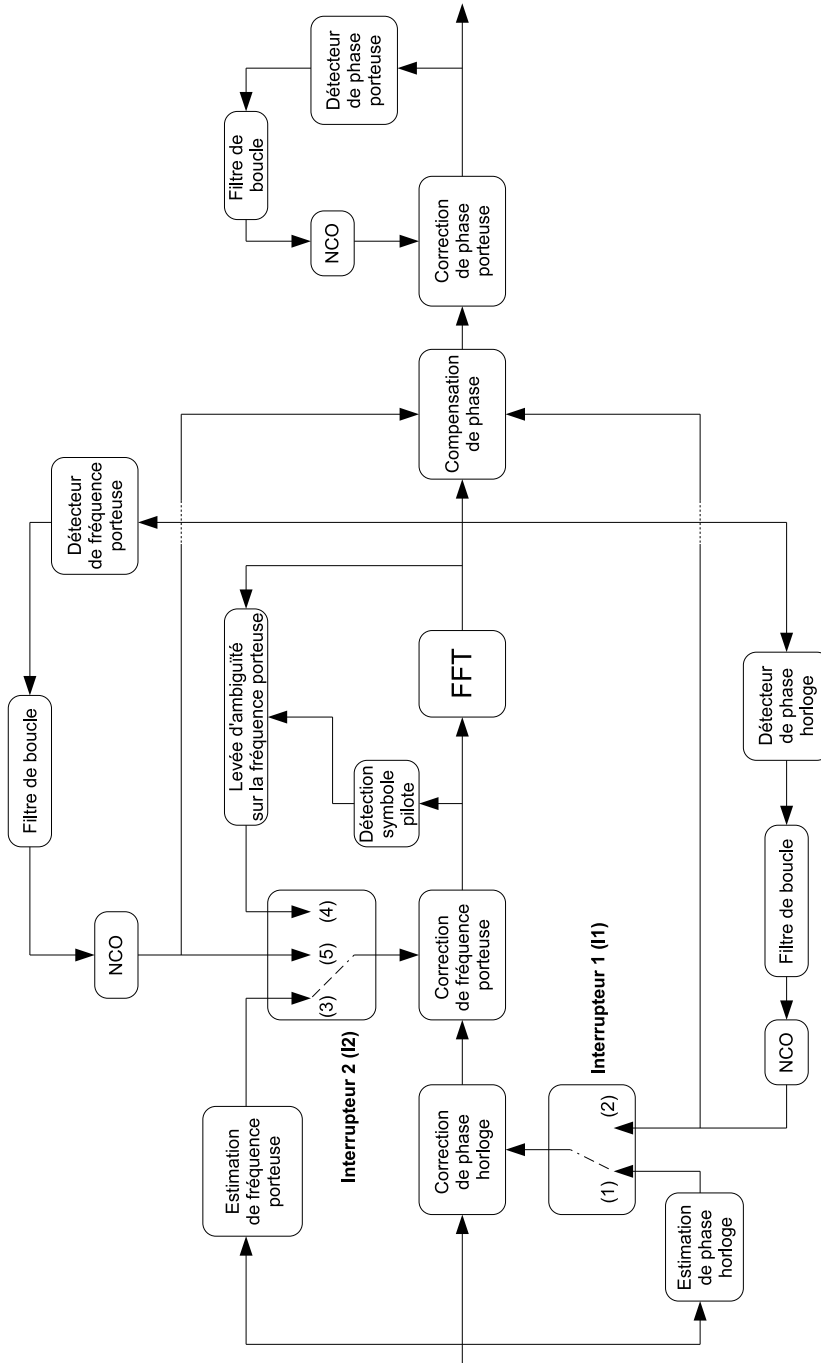 Estimation
de fréquence
porteuse
Interrupteur 2 (I2)
(3)
(5)
(4)
NCO
Filtre de boucle
Détecteur
de fréquence
porteuse
Levée d'ambiguïté
sur la fréquence porteuse
Détection
symbole
pilote
Correction
de phase
horloge
Correction
de fréquence
porteuse
FFT
Compensation
de phase
Correction
de phase
porteuse
NCO
Filtre de
boucle
Détecteur
de phase
porteuse
Estimation
de phase
horloge
(1)
(2)
Interrupteur 1 (I1)
NCO
Filtre de boucle
Détecteur
de phase
horloge